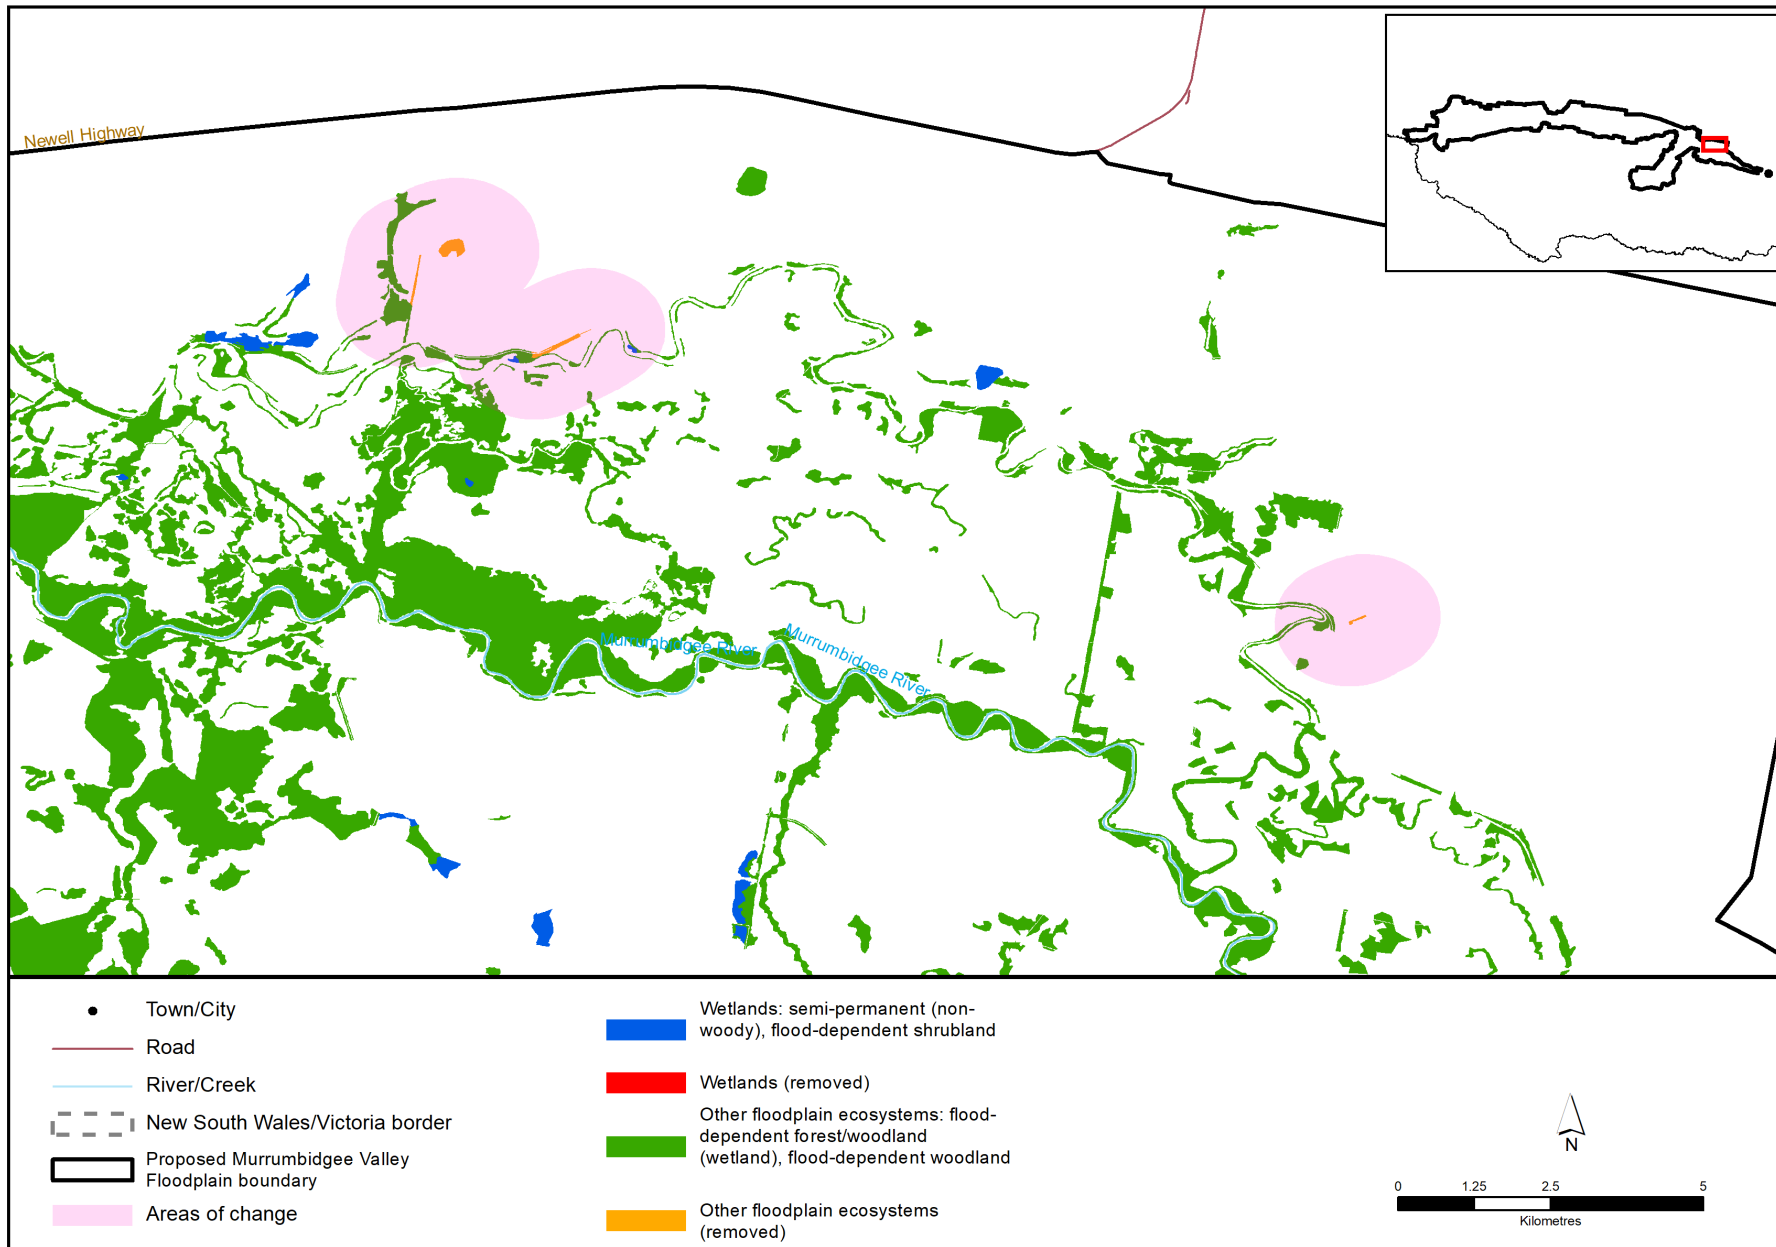 Newell Highway
Murrumbidgee River
Murrumbidgee River
Town/City
Road
River/Creek
New South Wales/Victoria border
Proposed Murrumbidgee Valley
Floodplain boundary
Areas of change
Wetlands: semi-permanent (non-
woody), flood-dependent shrubland
Wetlands (removed)
Other floodplain ecosystems: flood-
dependent forest/woodland
(wetland), flood-dependent woodland
Other floodplain ecosystems
(removed)
N
0 1.25 2.5 5
Kilometres